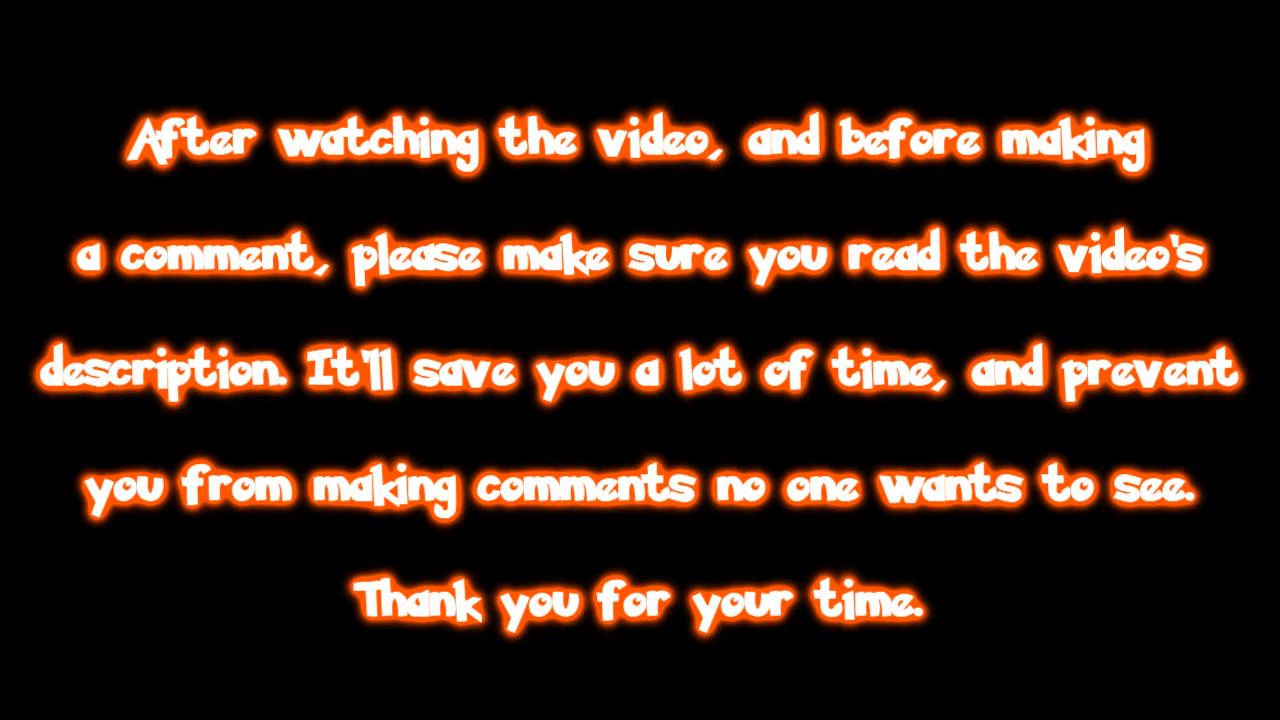 After watching the video, and before making
a comment, please make sure you read the video's
description. It'll save you a lot of time, and prevent
you from making comments no one wants to see.
Thank you for your time.